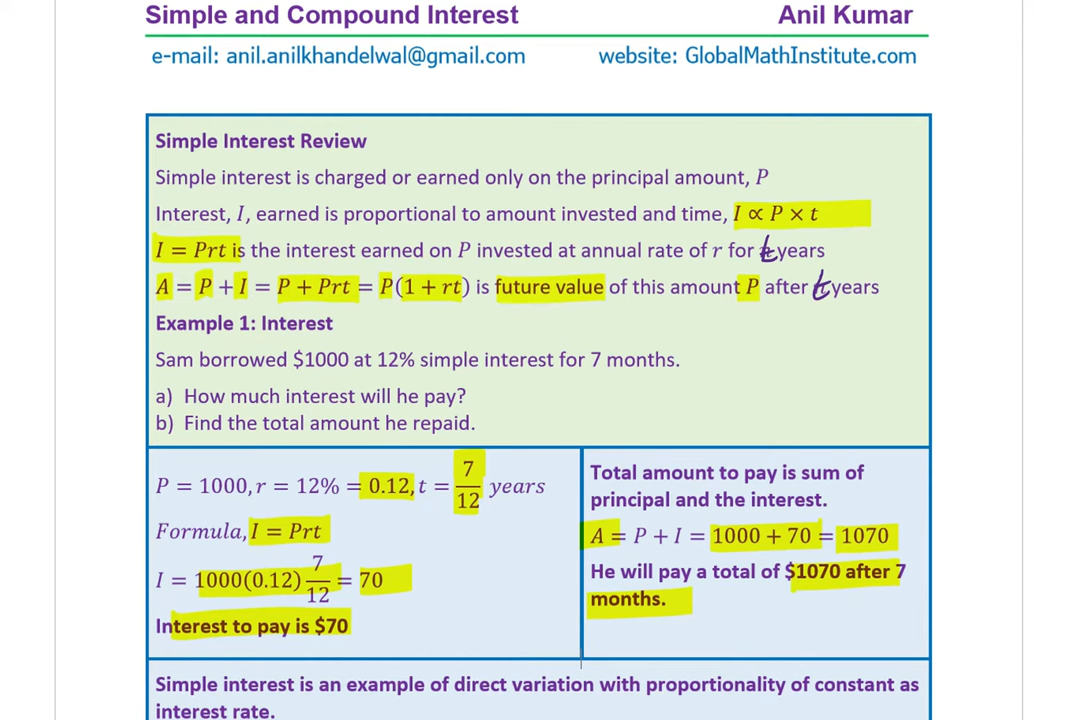 Simple and Compound Interest Anil Kumar
e-mail: anil.anilkhandelwal@gmail.com website: GlobalMathInstitute.com
Simple Interest Review
Simple interest is charged or earned only on the principal amount, P
Interest, I, earned is proportional to amount invested and time, I ∝ P × t
I = Prt is the interest earned on P invested at annual rate of r for t years
A = P + I = P + Prt = P(1 + rt) is future value of this amount P after t years
Example 1: Interest
Sam borrowed $1000 at 12% simple interest for 7 months.
a) How much interest will he pay?
b) Find the total amount he repaid.
P = 1000, r = 12% = 0.12, t = 7/12 years
Formula, I = Prt
I = 1000(0.12) 7/12 = 70
Interest to pay is $70
Total amount to pay is sum of
principal and the interest.
A = P + I = 1000 + 70 = 1070
He will pay a total of $1070 after 7
months.
Simple interest is an example of direct variation with proportionality of constant as
interest rate.